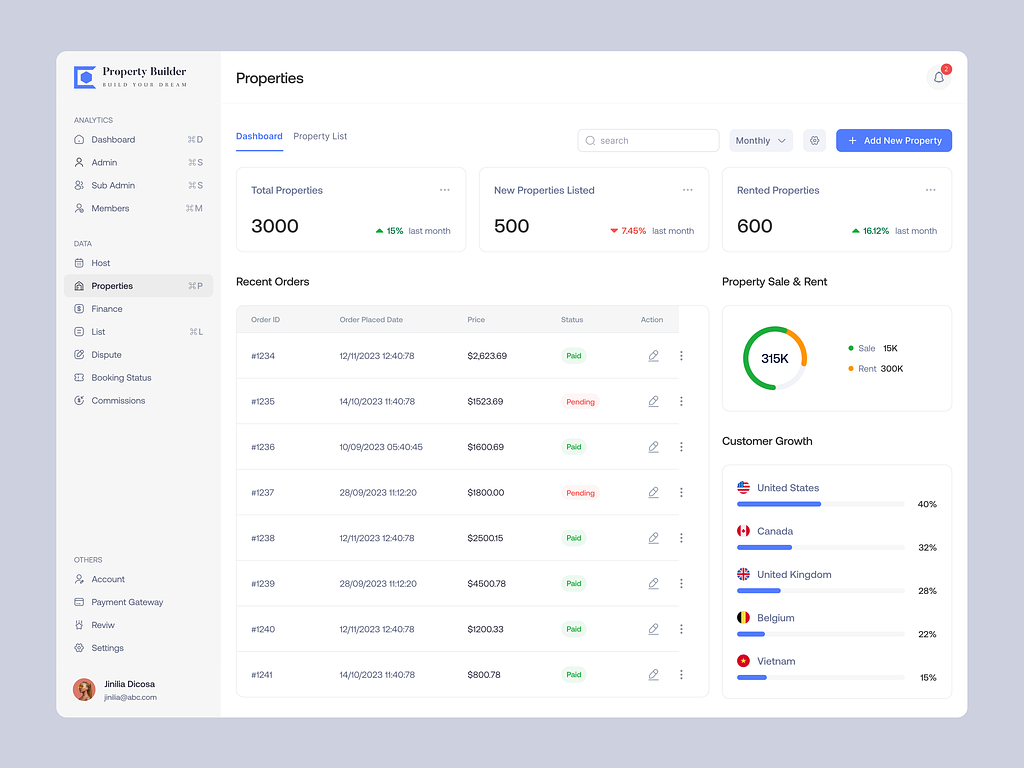 Property Builder
BUILD YOUR DREAM
ANALYTICS
Dashboard ⌘D
Admin ⌘S
Sub Admin ⌘S
Members ⌘M
DATA
Host
Properties ⌘P
Finance
List ⌘L
Dispute
Booking Status
Commissions
OTHERS
Account
Payment Gateway
Reviw
Settings
Jinilia Dicosa
jinilia@abc.com
Properties
2
Dashboard Property List
search
Monthly
+ Add New Property
Total Properties
3000
15% last month
New Properties Listed
500
7.45% last month
Rented Properties
600
16.12% last month
Recent Orders
Order ID Order Placed Date Price Status Action
#1234 12/11/2023 12:40:78 $2,623.69 Paid
#1235 14/10/2023 11:40:78 $1523.69 Pending
#1236 10/09/2023 05:40:45 $1600.69 Paid
#1237 28/09/2023 11:12:20 $1800.00 Pending
#1238 12/11/2023 12:40:78 $2500.15 Paid
#1239 28/09/2023 11:12:20 $4500.78 Paid
#1240 12/11/2023 12:40:78 $1200.33 Paid
#1241 14/10/2023 11:40:78 $800.78 Paid
Property Sale & Rent
315K
Sale 15K
Rent 300K
Customer Growth
United States
40%
Canada
32%
United Kingdom
28%
Belgium
22%
Vietnam
15%